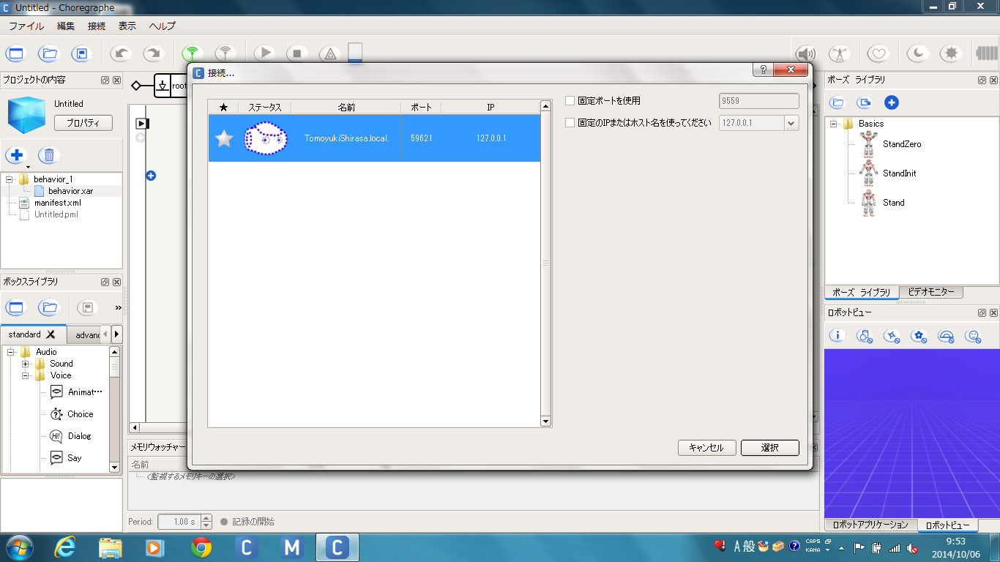 Untitled - Choregraphe
ファイル 編集 接続 表示 ヘルプ
プロジェクトの内容
Untitled
プロパティ
behavior_1
behavior.xar
manifest.xml
Untitled.pml
ボックスライブラリ
standard
advanc
Audio
Sound
Voice
Animat…
Choice
Dialog
Say
root
接続...
★ ステータス 名前 ポート IP
TomoyukiShirasa.local. 59621 127.0.0.1
固定ポートを使用 9559
固定のIPまたはホスト名を使ってください 127.0.0.1
キャンセル 選択
メモリウォッチャー
名前
<監視するメモリキーの選択>
Period: 1.00 s 記録の開始
ポーズ ライブラリ
Basics
StandZero
StandInit
Stand
ポーズ ライブラリ ビデオモニター
ロボットビュー
ロボットアプリケーション ロボットビュー
A 般
CAPS
KANA
9:53
2014/10/06